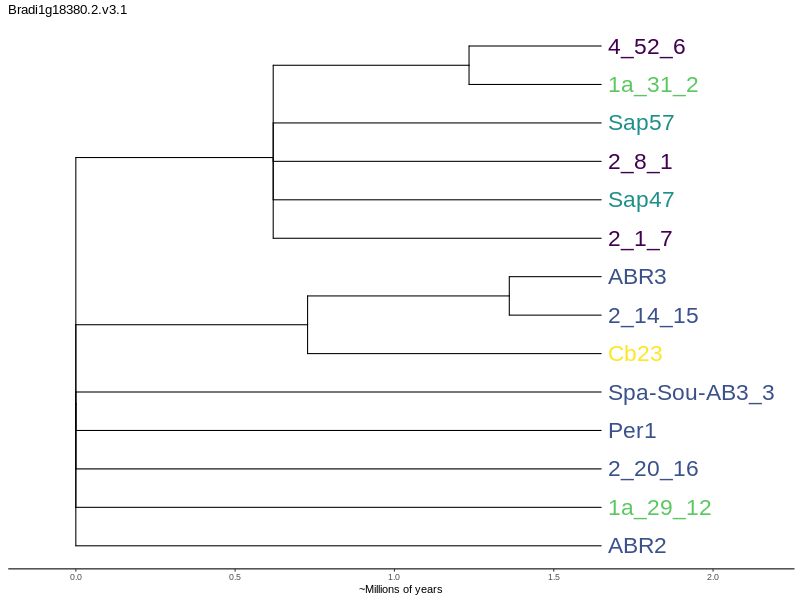 Bradi1g18380.2.v3.1
4_52_6
1a_31_2
Sap57
2_8_1
Sap47
2_1_7
ABR3
2_14_15
Cb23
Spa-Sou-AB3_3
Per1
2_20_16
1a_29_12
ABR2
0.0 0.5 1.0 1.5 2.0
~Millions of years